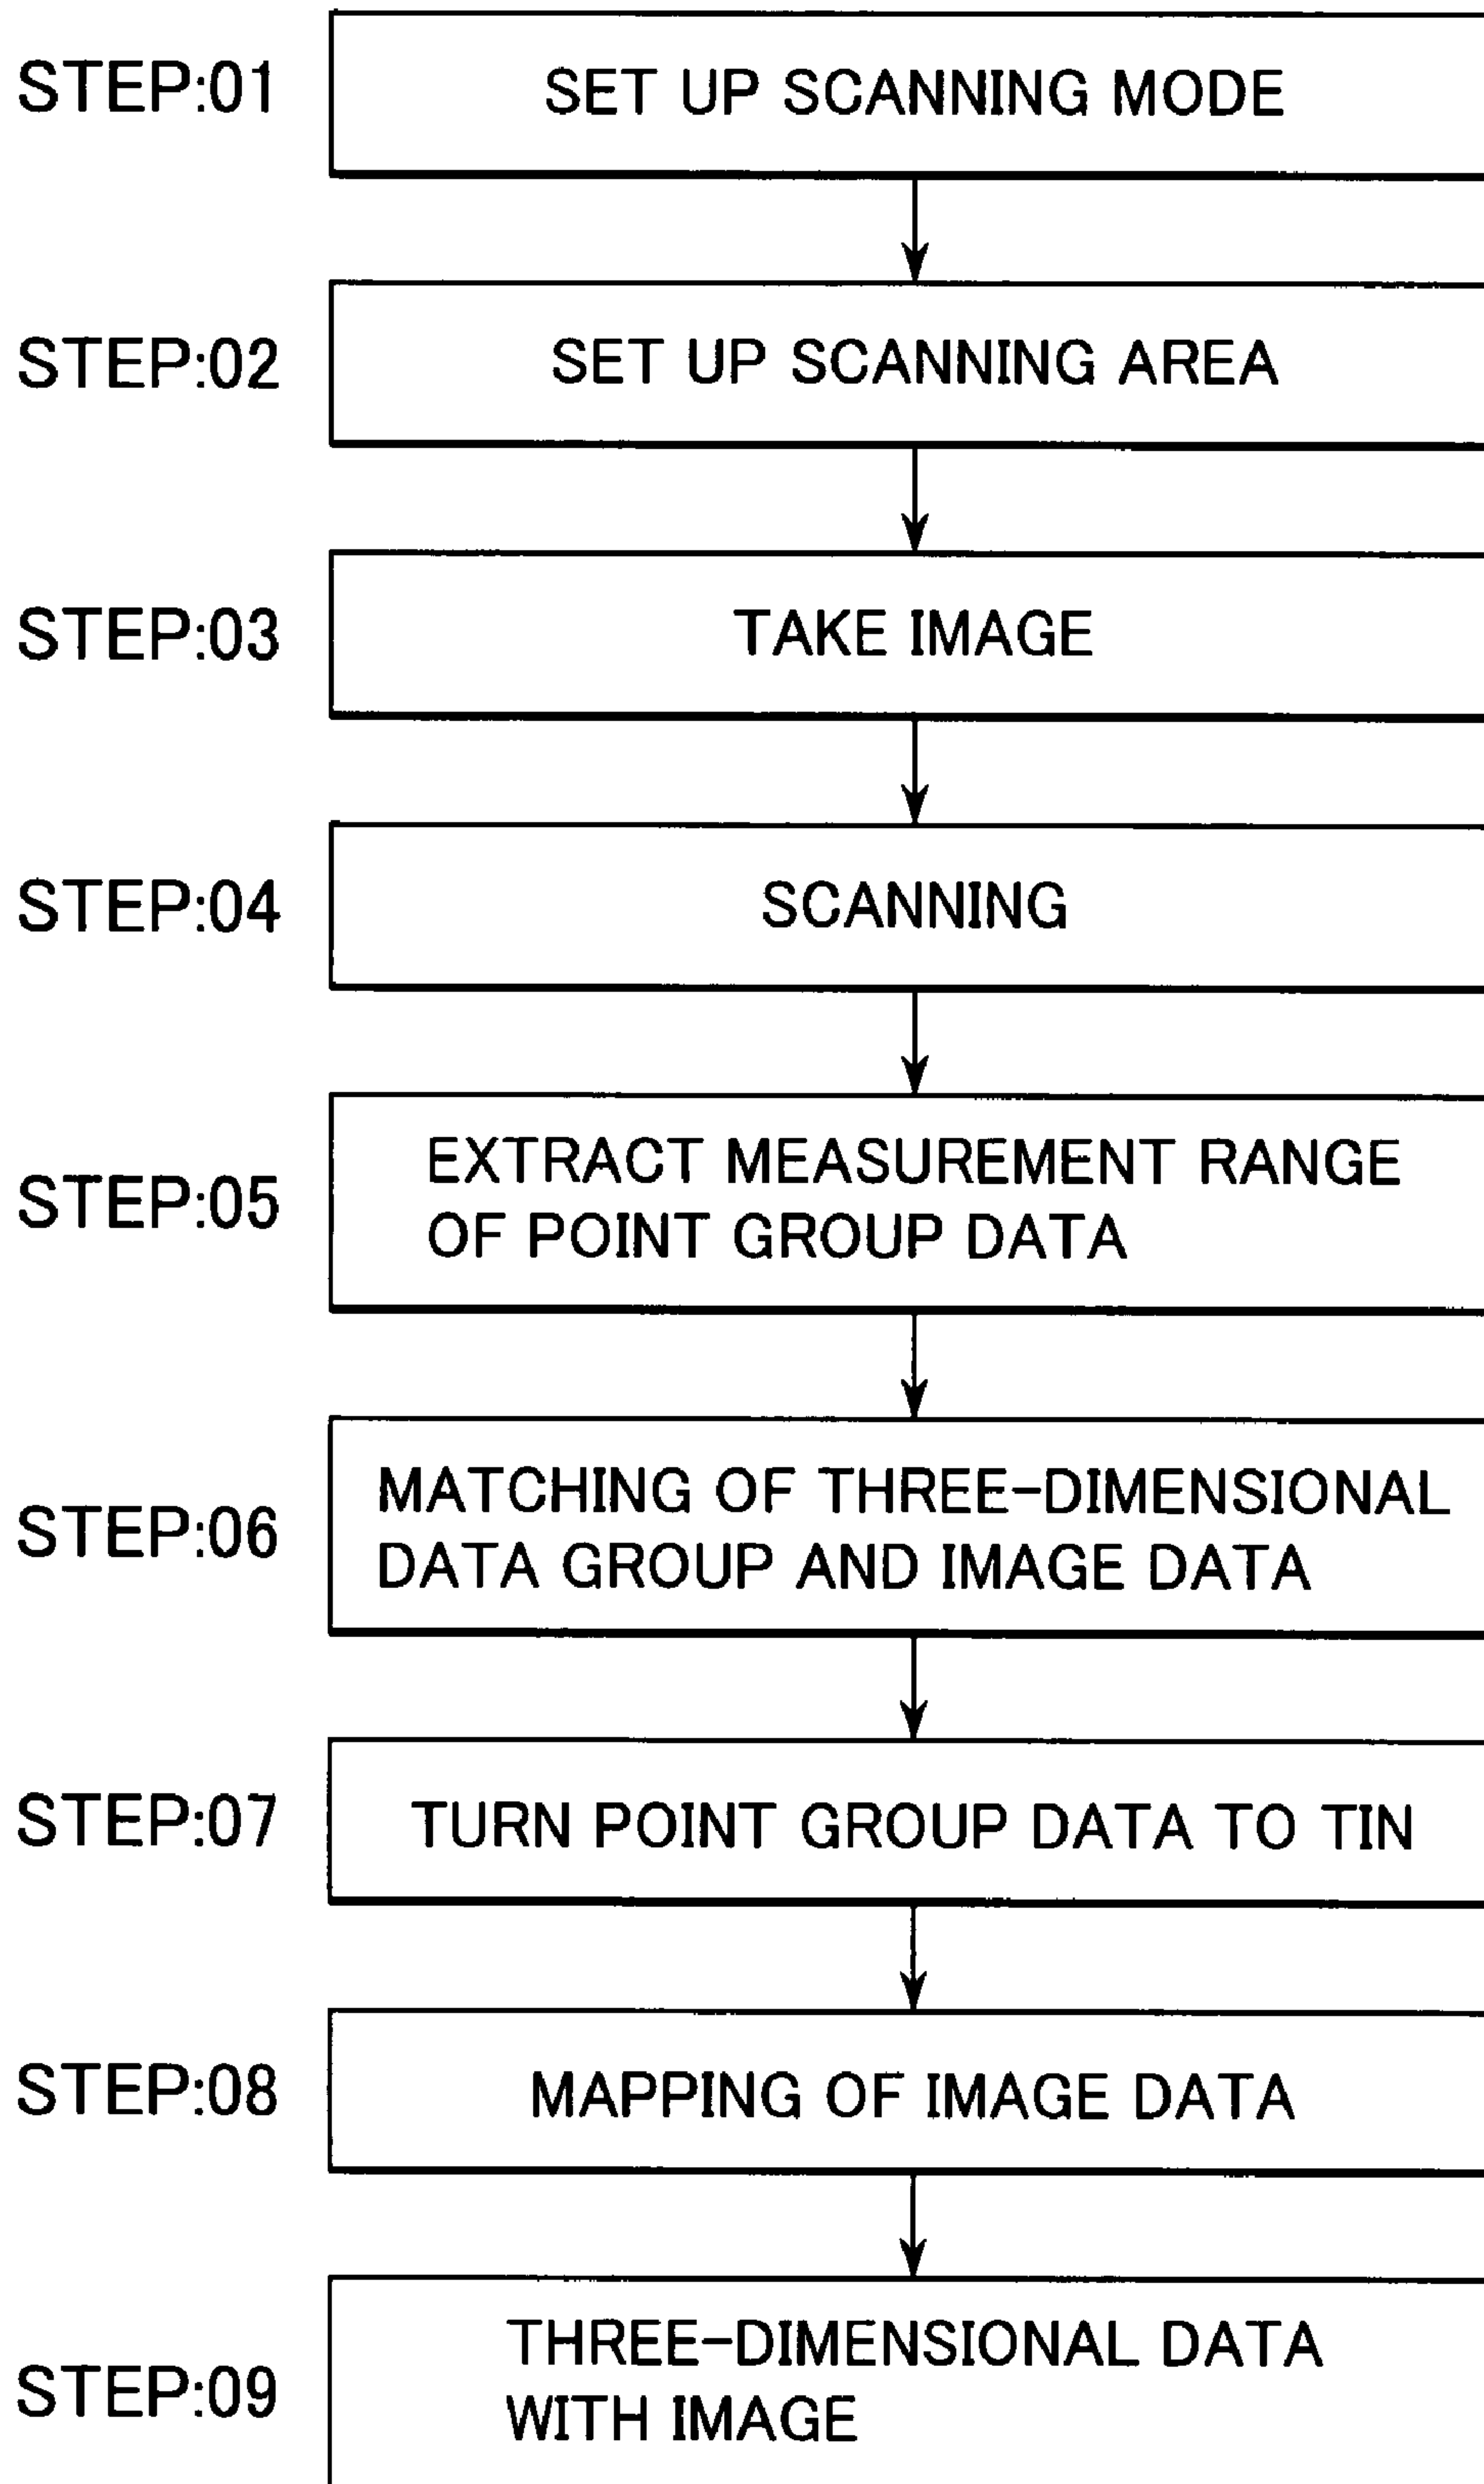 STEP:01
SET UP SCANNING MODE
STEP:02
SET UP SCANNING AREA
STEP:03
TAKE IMAGE
STEP:04
SCANNING
STEP:05
EXTRACT MEASUREMENT RANGE
OF POINT GROUP DATA
STEP:06
MATCHING OF THREE-DIMENSIONAL
DATA GROUP AND IMAGE DATA
STEP:07
TURN POINT GROUP DATA TO TIN
STEP:08
MAPPING OF IMAGE DATA
STEP:09
THREE-DIMENSIONAL DATA
WITH IMAGE